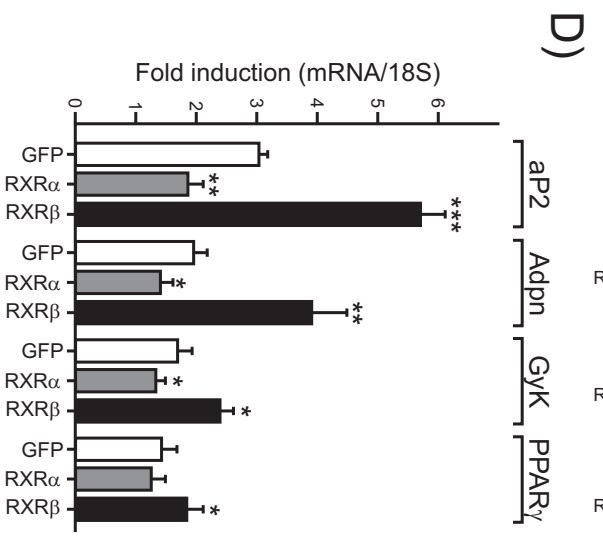 D)
Fold induction (mRNA/18S)
0
1
2
3
4
5
6
aP2
GFP
RXRα
**
RXRβ
***
Adpn
GFP
RXRα
*
RXRβ
**
GyK
GFP
RXRα
*
RXRβ
*
PPARγ
GFP
RXRα
RXRβ
*
R
R
R